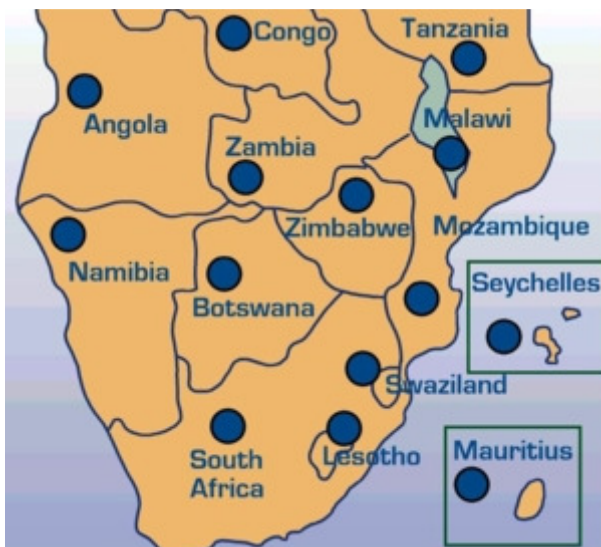 Congo
Tanzania
Angola
Malawi
Zambia
Zimbabwe
Mozambique
Namibia
Botswana
Seychelles
Swaziland
South
Africa
Lesotho
Mauritius